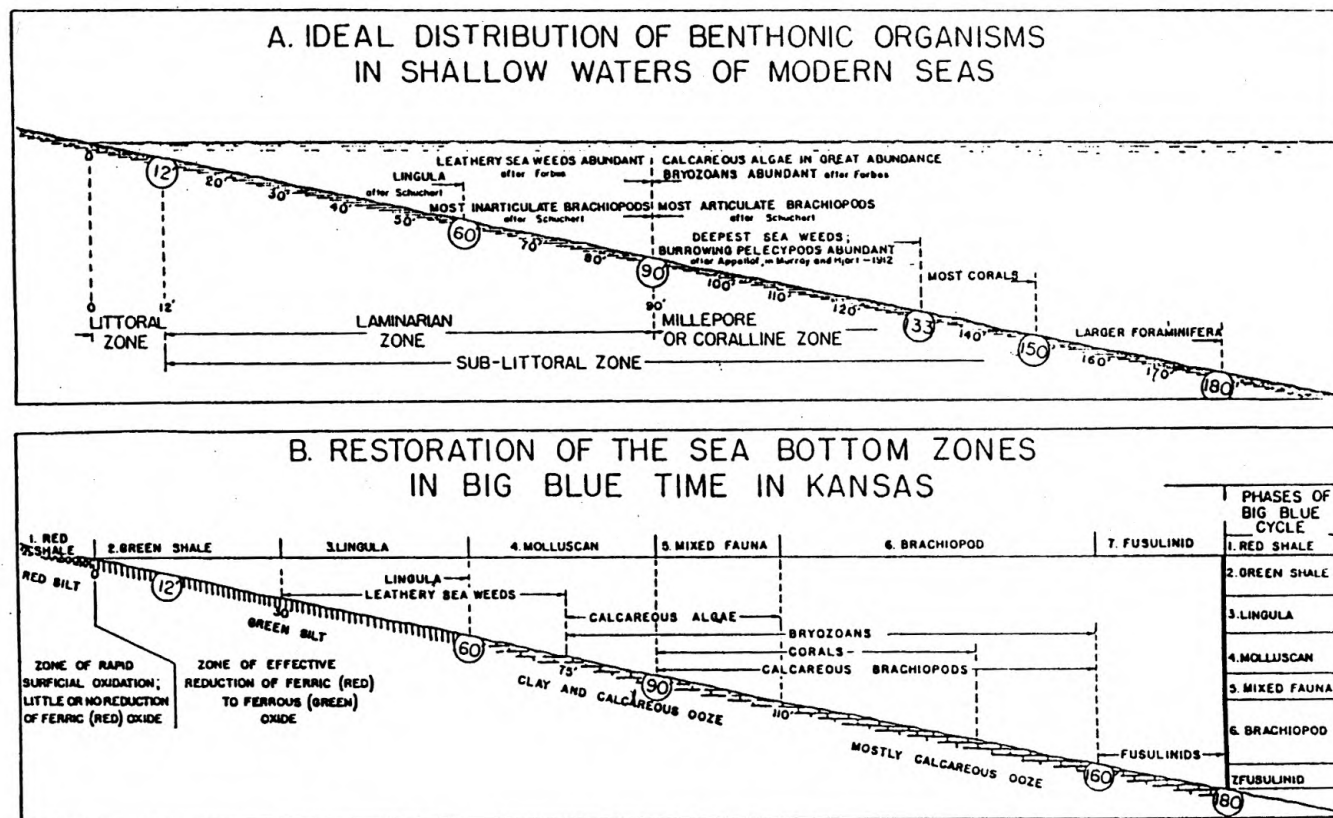 A. IDEAL DISTRIBUTION OF BENTHONIC ORGANISMS
IN SHALLOW WATERS OF MODERN SEAS
LEATHERY SEA WEEDS ABUNDANT
after Forbes
CALCAREOUS ALGAE IN GREAT ABUNDANCE
BRYOZOANS ABUNDANT after Forbes
LINGULA
after Schuchert
MOST INARTICULATE BRACHIOPODS
after Schuchert
MOST ARTICULATE BRACHIOPODS
after Schuchert
DEEPEST SEA WEEDS;
BURROWING PELECYPODS ABUNDANT
after Appellof, in Murray and Hjort-1912
MOST CORALS
LARGER FORAMINIFERA
0
12'
20'
30'
40'
50'
60'
70'
80'
90'
100'
110'
120'
133
140'
150'
160'
170'
180'
0
12'
90'
LITTORAL
ZONE
LAMINARIAN
ZONE
MILLEPORE
OR CORALLINE ZONE
SUB-LITTORAL ZONE
B. RESTORATION OF THE SEA BOTTOM ZONES
IN BIG BLUE TIME IN KANSAS
PHASES OF
BIG BLUE
CYCLE
1. RED SHALE
2. GREEN SHALE
3. LINGULA
4. MOLLUSCAN
5. MIXED FAUNA
6. BRACHIOPOD
7. FUSULINID
1. RED
SHALE
2. GREEN SHALE
3. LINGULA
4. MOLLUSCAN
5. MIXED FAUNA
6. BRACHIOPOD
7. FUSULINID
LINGULA
LEATHERY SEA WEEDS
CALCAREOUS ALGAE
BRYOZOANS
CORALS
CALCAREOUS BRACHIOPODS
FUSULINIDS
RED SILT
0
12'
30'
GREEN SILT
60'
75'
CLAY AND CALCAREOUS OOZE
90'
110'
MOSTLY CALCAREOUS OOZE
160'
180'
ZONE OF RAPID
SURFICIAL OXIDATION;
LITTLE OR NO REDUCTION
OF FERRIC (RED) OXIDE
ZONE OF EFFECTIVE
REDUCTION OF FERRIC (RED)
TO FERROUS (GREEN)
OXIDE